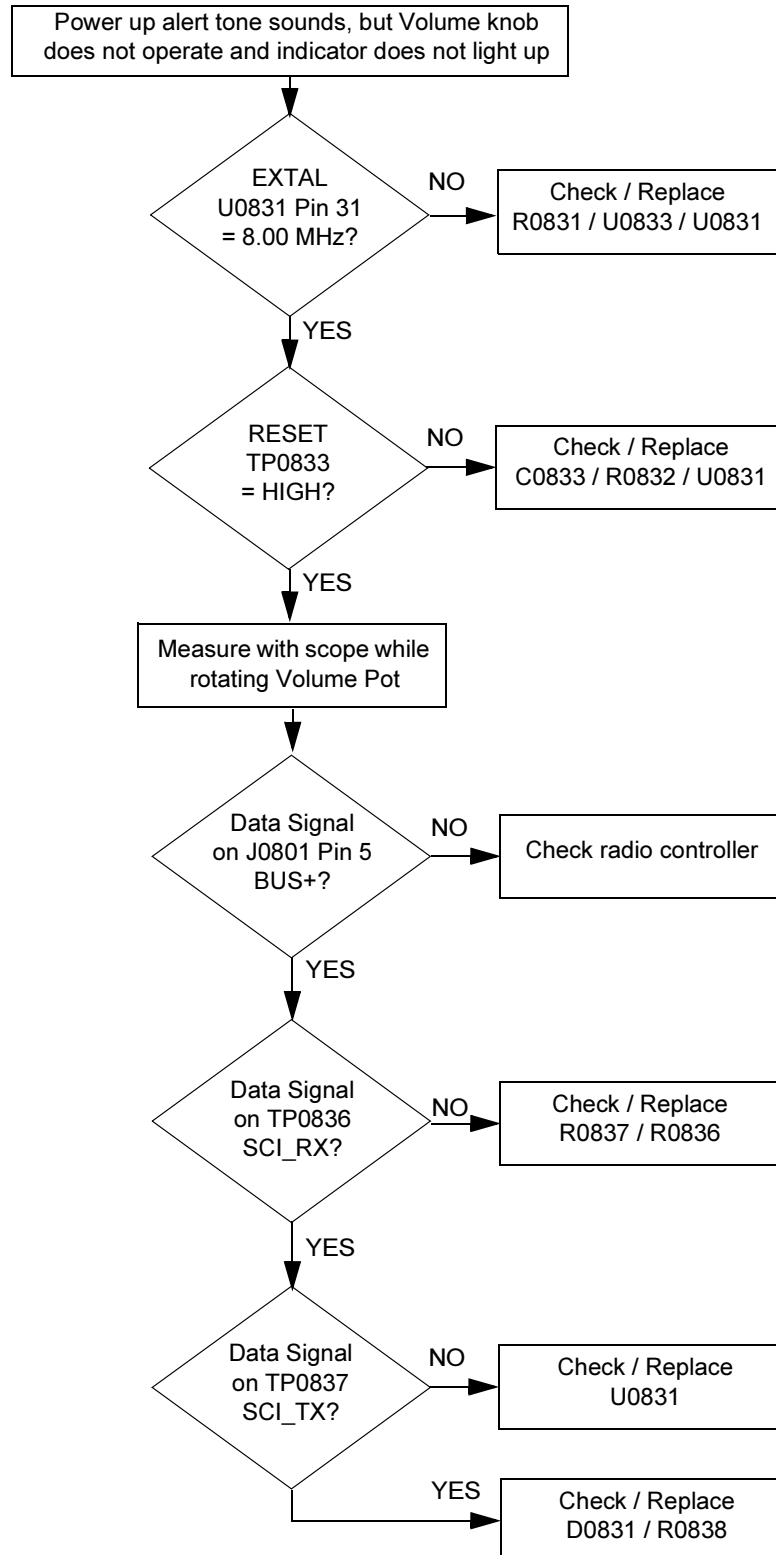 Power up alert tone sounds, but Volume knob
does not operate and indicator does not light up
EXTAL
U0831 Pin 31
= 8.00 MHz?
NO
Check / Replace
R0831 / U0833 / U0831
YES
RESET
TP0833
= HIGH?
NO
Check / Replace
C0833 / R0832 / U0831
YES
Measure with scope while
rotating Volume Pot
Data Signal
on J0801 Pin 5
BUS+?
NO
Check radio controller
YES
Data Signal
on TP0836
SCI_RX?
NO
Check / Replace
R0837 / R0836
YES
Data Signal
on TP0837
SCI_TX?
NO
Check / Replace
U0831
YES
Check / Replace
D0831 / R0838